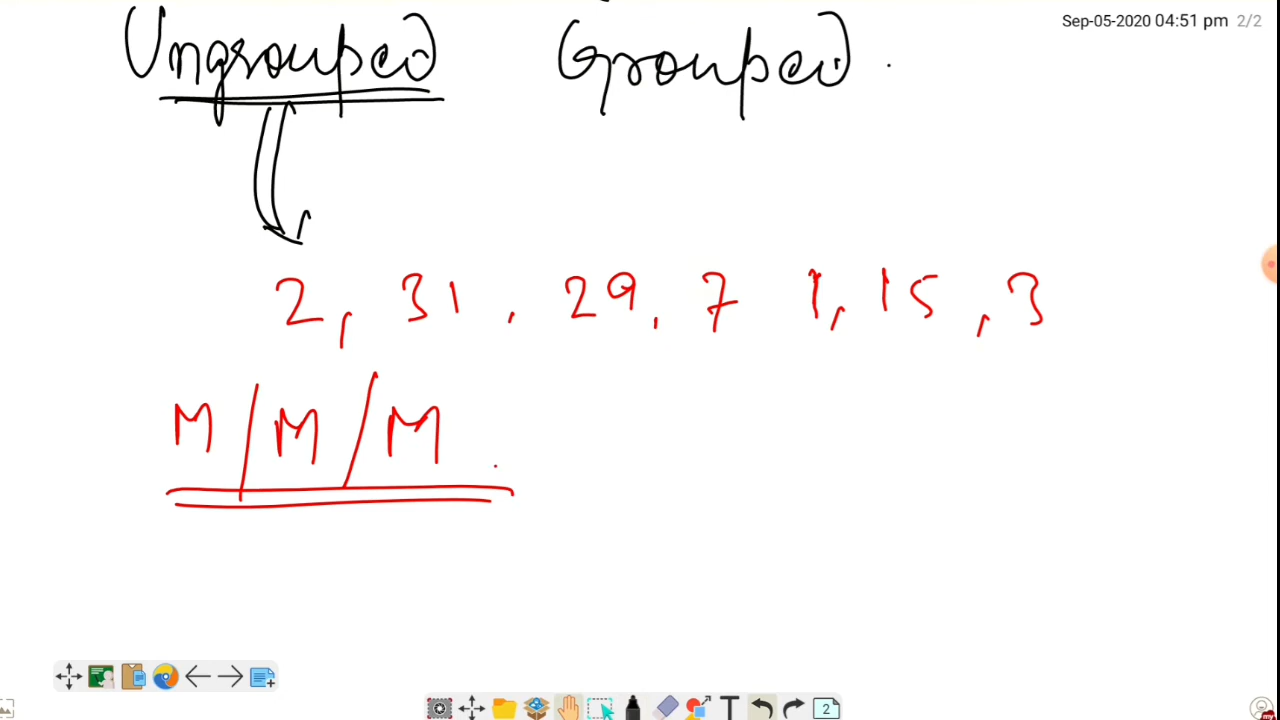 Sep-05-2020 04:51 pm 2/2
Ungrouped Grouped.
2, 31, 29, 7 1, 15, 3
M/M/M